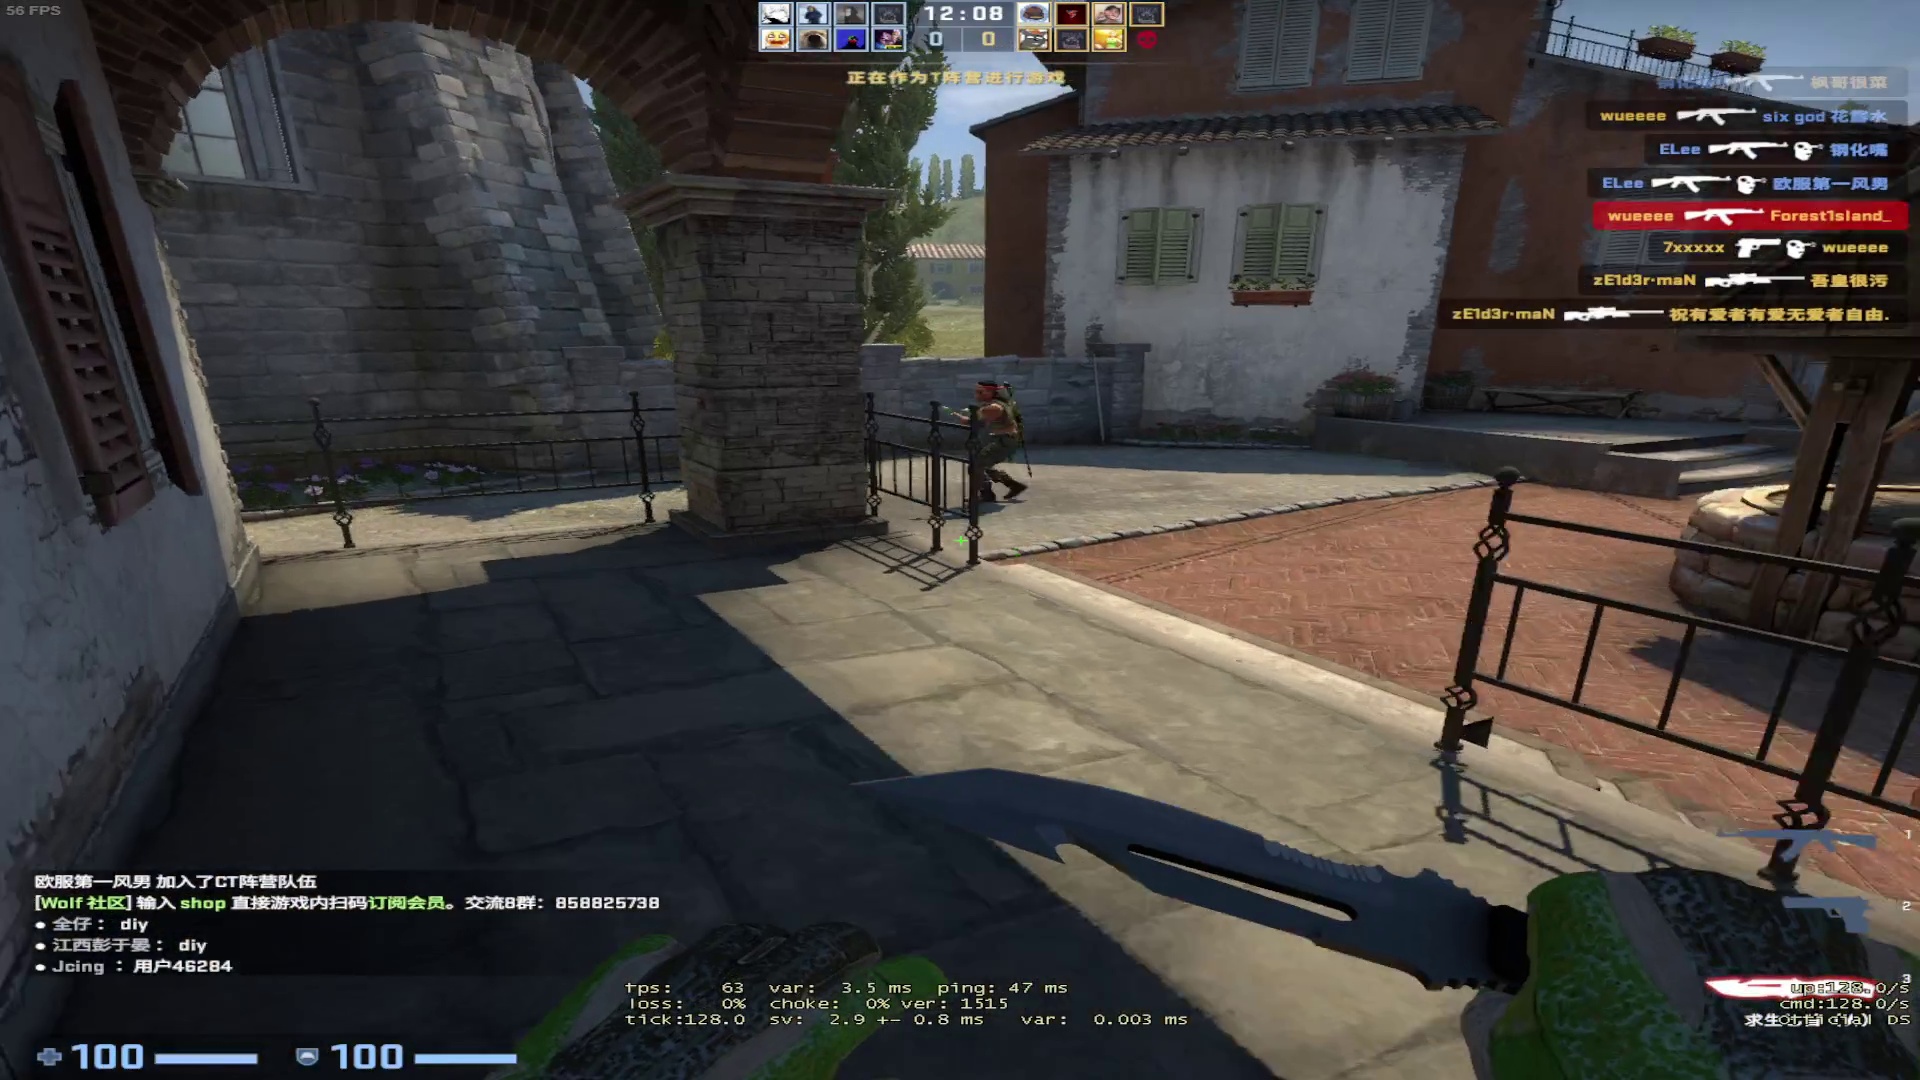 56 FPS
12:08
0 0
正在作为T阵营进行游戏
枫哥很菜
wueeee six god 花露水
ELee 钢化嘴
ELee 欧服第一风男
wueeee Forest1sland_
7xxxxx wueeee
zE1d3r·maN 吾皇很污
zE1d3r·maN 祝有爱者有爱无爱者自由.
1
2
3
欧服第一风男 加入了CT阵营队伍
[Wolf 社区] 输入 shop 直接游戏内扫码订阅会员。交流8群：858825738
• 全仔： diy
• 江西彭于晏： diy
• Jcing ： 用户46284
fps: 63 var: 3.5 ms ping: 47 ms
loss: 0% choke: 0% ver: 1515
tick:128.0 sv: 2.9 +- 0.8 ms var: 0.003 ms
up:128.0/s
cmd:128.0/s
DS
100 100